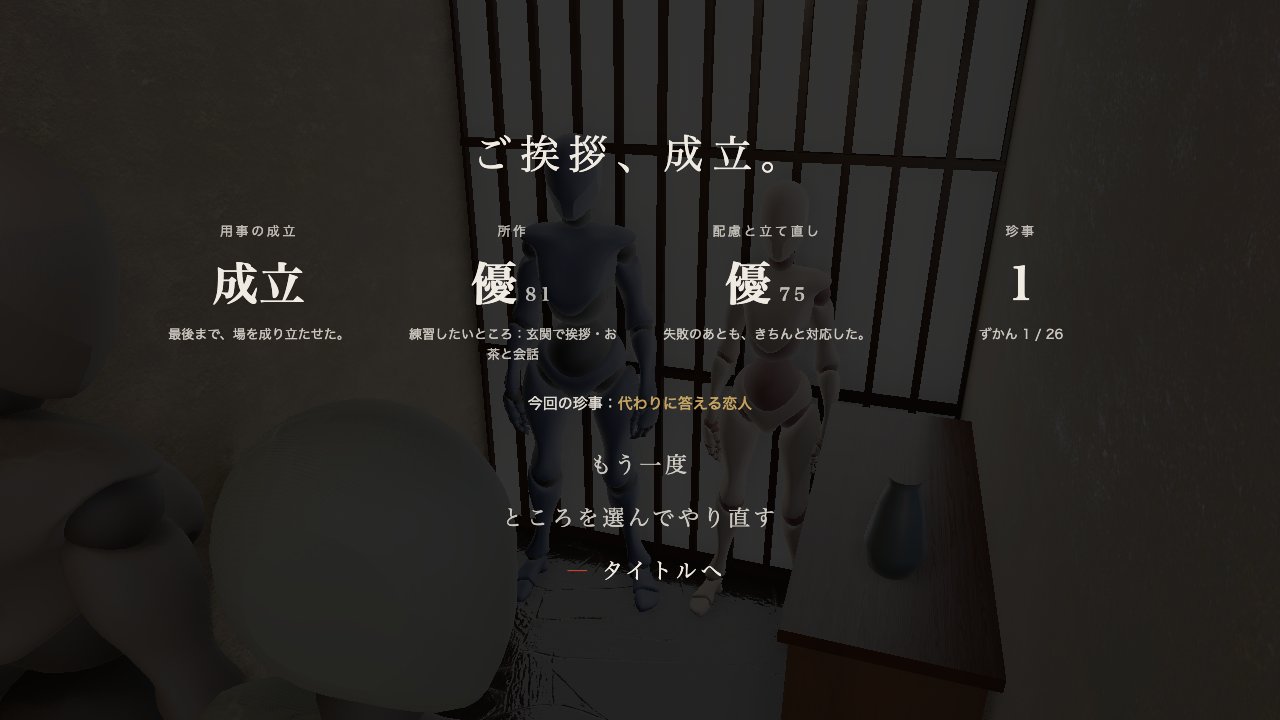 ご挨拶、成立。
用事の成立
成立
最後まで、場を成り立たせた。
所作
優 81
練習したいところ：玄関で挨拶・お
茶と会話
配慮と立て直し
優 75
失敗のあとも、きちんと対応した。
珍事
1
ずかん 1 / 26
今回の珍事：代わりに答える恋人
もう一度
ところを選んでやり直す
— タイトルへ